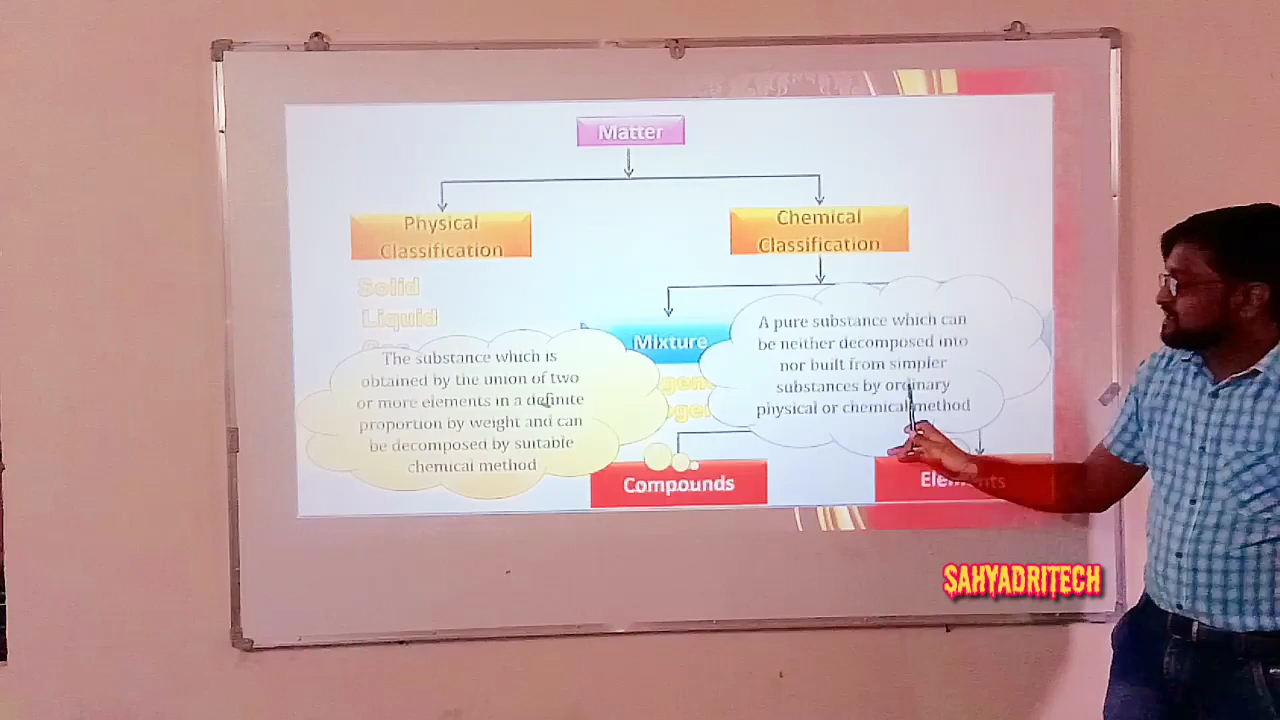 Matter
Physical
Classification
Chemical
Classification
Solid
Liquid
Mixture
A pure substance which can
be neither decomposed into
nor built from simpler
substances by ordinary
physical or chemical method
The substance which is
obtained by the union of two
or more elements in a definite
proportion by weight and can
be decomposed by suitable
chemical method
Compounds
Elements
SAHYADRITECH